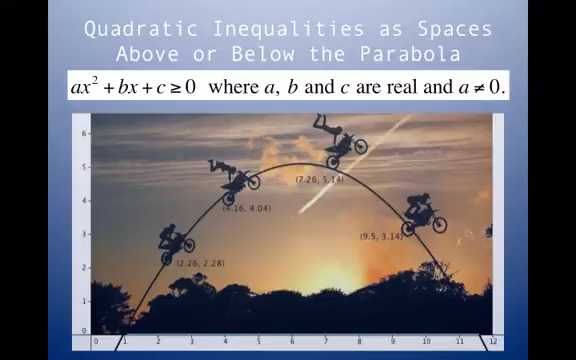 Quadratic Inequalities as Spaces
Above or Below the Parabola
ax² + bx + c ≥ 0 where a, b and c are real and a ≠ 0.
6
5
(7.26, 5.14)
4
(4.16, 4.04)
3
(9.5, 3.14)
(2.26, 2.28)
2
1
0
0 1 2 3 4 5 6 7 8 9 10 11 12